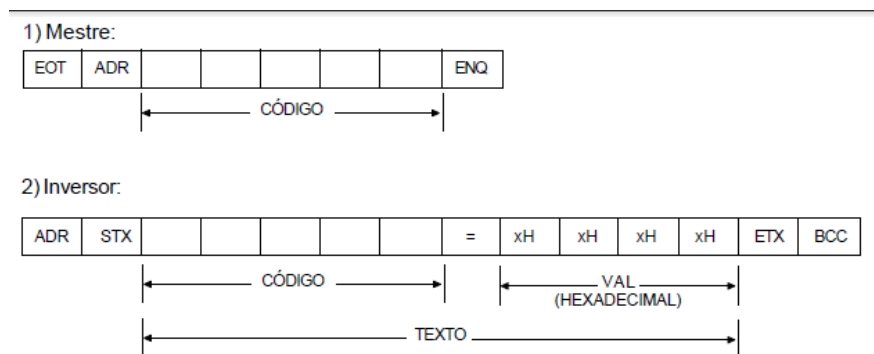 1) Mestre:
EOT ADR ENQ
CÓDIGO
2) Inversor:
ADR STX = xH xH xH xH ETX BCC
CÓDIGO VAL
(HEXADECIMAL)
TEXTO